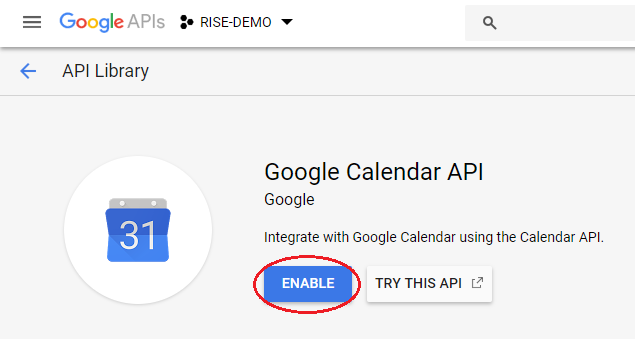 Google APIs RISE-DEMO
API Library
31
Google Calendar API
Google
Integrate with Google Calendar using the Calendar API.
ENABLE TRY THIS API